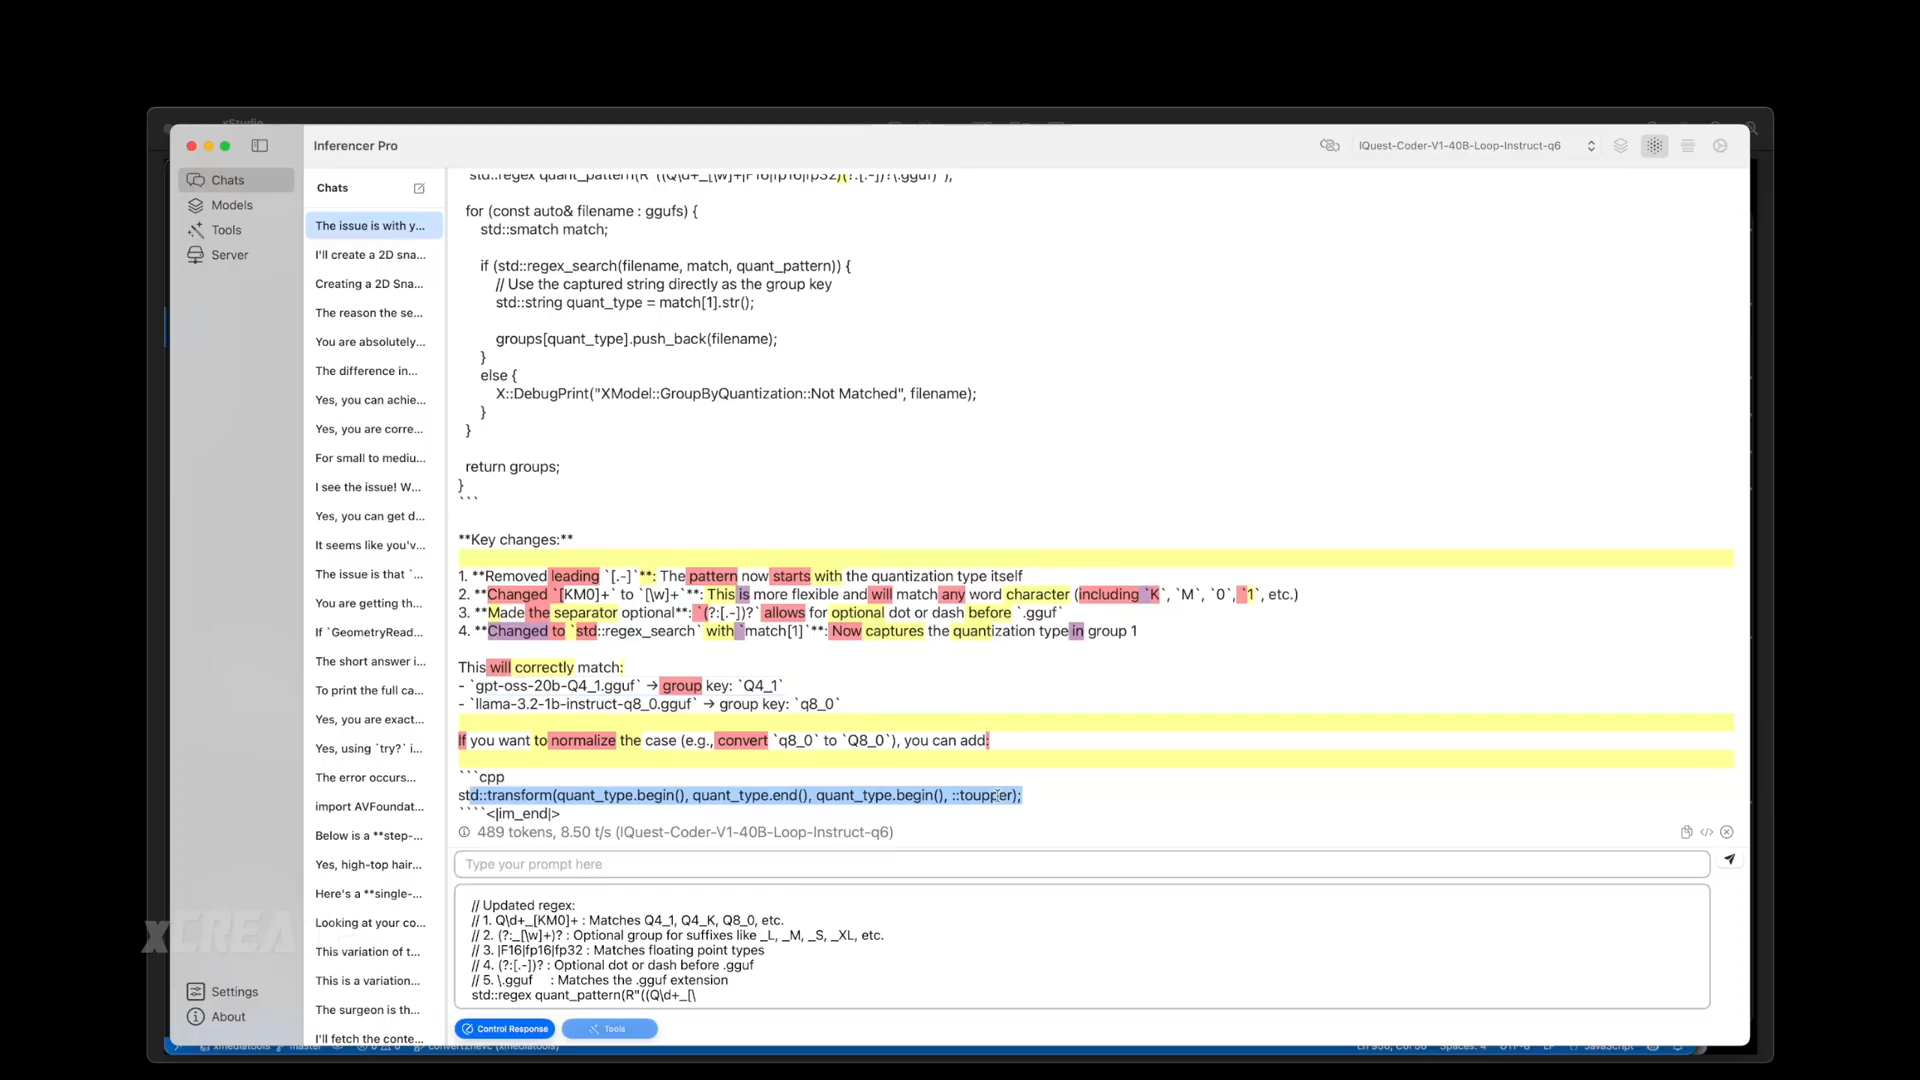 xStudio
Inferencer Pro
IQuest-Coder-V1-40B-Loop-Instruct-q6
Chats
Models
Tools
Server
Settings
About
Chats
The issue is with y...
I'll create a 2D sna...
Creating a 2D Sna...
The reason the se...
You are absolutely...
The difference in...
Yes, you can achie...
Yes, you are corre...
For small to mediu...
I see the issue! W...
Yes, you can get d...
It seems like you'v...
The issue is that `...
You are getting th...
If `GeometryRead...
The short answer i...
To print the full ca...
Yes, you are exact...
Yes, using `try?` i...
The error occurs...
import AVFoundat...
Below is a **step-...
Yes, high-top hair...
Here's a **single-...
Looking at your co...
This variation of t...
This is a variation...
The surgeon is th...
I'll fetch the conte...
std::regex quant_pattern(R"((Q\d+_[\w]+|F16|fp16|fp32)(?:[.-])?\.gguf)");
for (const auto& filename : ggufs) {
std::smatch match;
if (std::regex_search(filename, match, quant_pattern)) {
// Use the captured string directly as the group key
std::string quant_type = match[1].str();
groups[quant_type].push_back(filename);
}
else {
X::DebugPrint("XModel::GroupByQuantization::Not Matched", filename);
}
}
return groups;
}
```
**Key changes:**
1. **Removed leading `[.-]`**: The pattern now starts with the quantization type itself
2. **Changed `[KM0]+` to `[\w]+`**: This is more flexible and will match any word character (including `K`, `M`, `0`, `1`, etc.)
3. **Made the separator optional**: `(?:[.-])?` allows for optional dot or dash before `.gguf`
4. **Changed to `std::regex_search` with `match[1]`**: Now captures the quantization type in group 1
This will correctly match:
- `gpt-oss-20b-Q4_1.gguf` → group key: `Q4_1`
- `llama-3.2-1b-instruct-q8_0.gguf` → group key: `q8_0`
If you want to normalize the case (e.g., convert `q8_0` to `Q8_0`), you can add:
```cpp
std::transform(quant_type.begin(), quant_type.end(), quant_type.begin(), ::toupper);
````<|im_end|>
489 tokens, 8.50 t/s (IQuest-Coder-V1-40B-Loop-Instruct-q6)
Type your prompt here
// Updated regex:
// 1. Q\d+_[KM0]+ : Matches Q4_1, Q4_K, Q8_0, etc.
// 2. (?:_[\w]+)? : Optional group for suffixes like _L, _M, _S, _XL, etc.
// 3. |F16|fp16|fp32 : Matches floating point types
// 4. (?:[.-])? : Optional dot or dash before .gguf
// 5. \.gguf : Matches the .gguf extension
std::regex quant_pattern(R"((Q\d+_[\
Control Response
Tools
xCREA